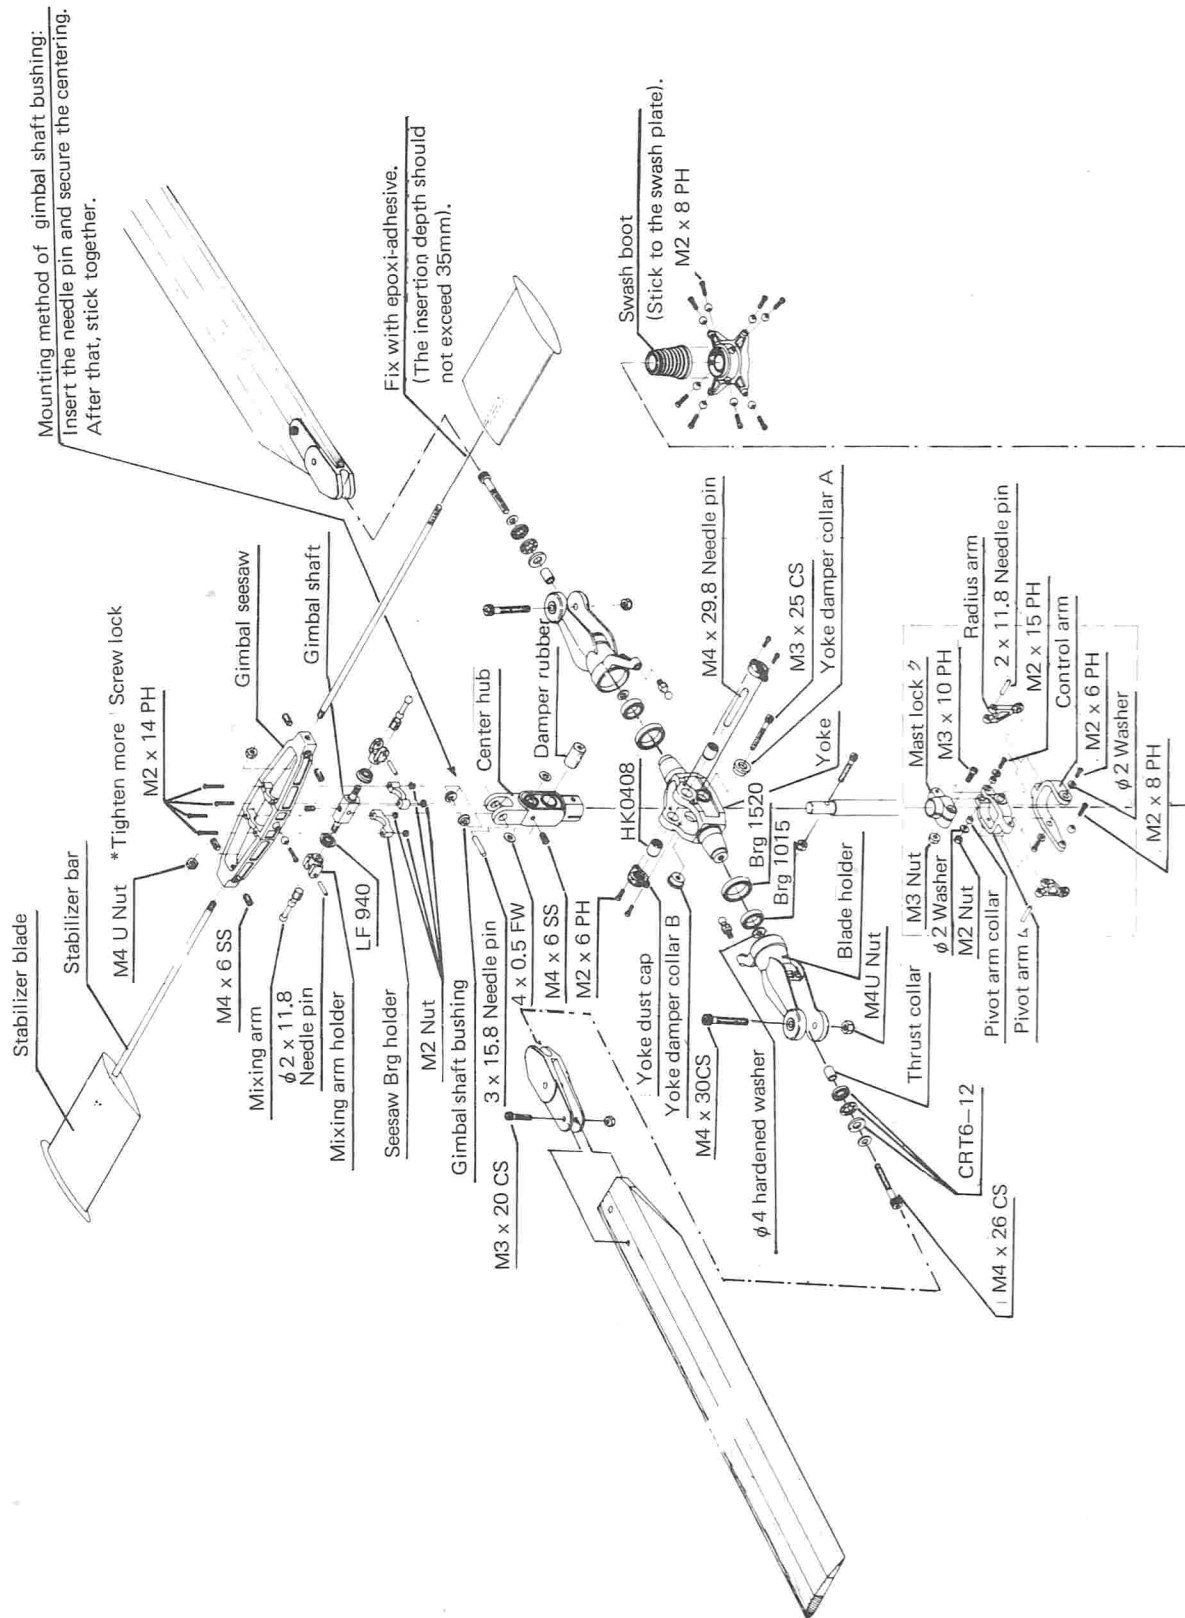 Mounting method of gimbal shaft bushing:
Insert the needle pin and secure the centering.
After that, stick together.
Stabilizer blade
Stabilizer bar
M4 U Nut
*Tighten more ' Screw lock
M2 x 14 PH
Gimbal seesaw
Gimbal shaft
Fix with epoxi-adhesive.
(The insertion depth should
not exceed 35mm).
M4 x 6 SS
Mixing arm
φ 2 x 11.8
Needle pin
Mixing arm holder
LF 940
Seesaw Brg holder
M2 Nut
Gimbal shaft bushing
3 x 15.8 Needle pin
4 x 0.5 FW
M4 x 6 SS
Center hub
Damper rubber
M3 x 20 CS
HK0408
M2 x 6 PH
Yoke dust cap
Yoke damper collar B
M4 x 30CS
φ 4 hardened washer
M4 x 29.8 Needle pin
M3 x 25 CS
Yoke damper collar A
Yoke
Brg 1520
Brg 1015
Blade holder
M4U Nut
Thrust collar
CRT6–12
M4 x 26 CS
Swash boot
(Stick to the swash plate).
M2 x 8 PH
Mast lock
M3 x 10 PH
Radius arm
2 x 11.8 Needle pin
M2 x 15 PH
Control arm
M2 x 6 PH
φ 2 Washer
M2 x 8 PH
M3 Nut
φ 2 Washer
M2 Nut
Pivot arm collar
Pivot arm